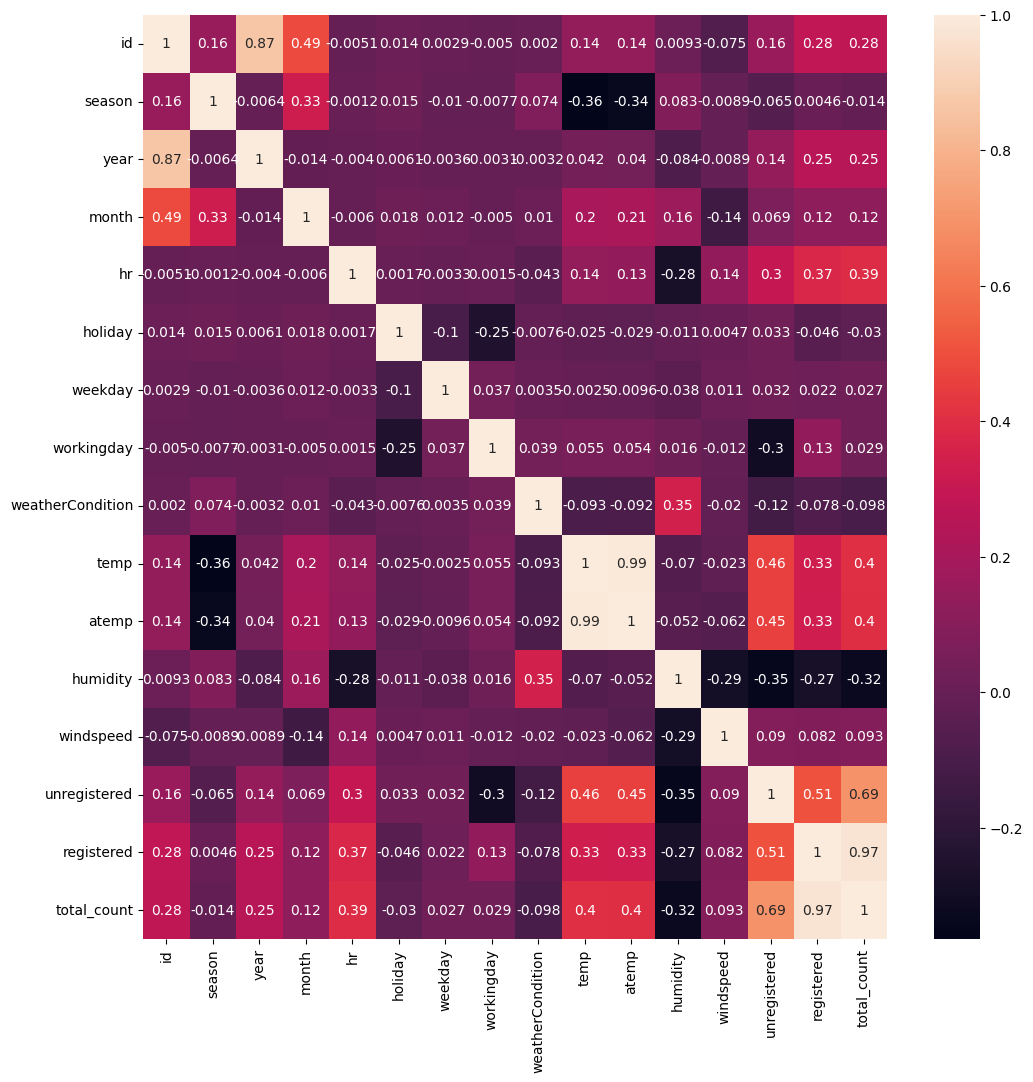 id 1 0.16 0.87 0.49 -0.0051 0.014 0.0029 -0.005 0.002 0.14 0.14 0.0093 -0.075 0.16 0.28 0.28
season 0.16 1 -0.0064 0.33 -0.0012 0.015 -0.01 -0.0077 0.074 -0.36 -0.34 0.083 -0.0089 -0.065 0.0046 -0.014
year 0.87 -0.0064 1 -0.014 -0.004 0.0061 -0.0036 -0.0031 -0.0032 0.042 0.04 -0.084 -0.0089 0.14 0.25 0.25
month 0.49 0.33 -0.014 1 -0.006 0.018 0.012 -0.005 0.01 0.2 0.21 0.16 -0.14 0.069 0.12 0.12
hr -0.0051 -0.0012 -0.004 -0.006 1 0.0017 -0.0033 0.0015 -0.043 0.14 0.13 -0.28 0.14 0.3 0.37 0.39
holiday 0.014 0.015 0.0061 0.018 0.0017 1 -0.1 -0.25 -0.0076 -0.025 -0.029 -0.011 0.0047 0.033 -0.046 -0.03
weekday 0.0029 -0.01 -0.0036 0.012 -0.0033 -0.1 1 0.037 0.0035 -0.0025 -0.0096 -0.038 0.011 0.032 0.022 0.027
workingday -0.005 -0.0077 -0.0031 -0.005 0.0015 -0.25 0.037 1 0.039 0.055 0.054 0.016 -0.012 -0.3 0.13 0.029
weatherCondition 0.002 0.074 -0.0032 0.01 -0.043 -0.0076 0.0035 0.039 1 -0.093 -0.092 0.35 -0.02 -0.12 -0.078 -0.098
temp 0.14 -0.36 0.042 0.2 0.14 -0.025 -0.0025 0.055 -0.093 1 0.99 -0.07 -0.023 0.46 0.33 0.4
atemp 0.14 -0.34 0.04 0.21 0.13 -0.029 -0.0096 0.054 -0.092 0.99 1 -0.052 -0.062 0.45 0.33 0.4
humidity 0.0093 0.083 -0.084 0.16 -0.28 -0.011 -0.038 0.016 0.35 -0.07 -0.052 1 -0.29 -0.35 -0.27 -0.32
windspeed -0.075 -0.0089 -0.0089 -0.14 0.14 0.0047 0.011 -0.012 -0.02 -0.023 -0.062 -0.29 1 0.09 0.082 0.093
unregistered 0.16 -0.065 0.14 0.069 0.3 0.033 0.032 -0.3 -0.12 0.46 0.45 -0.35 0.09 1 0.51 0.69
registered 0.28 0.0046 0.25 0.12 0.37 -0.046 0.022 0.13 -0.078 0.33 0.33 -0.27 0.082 0.51 1 0.97
total_count 0.28 -0.014 0.25 0.12 0.39 -0.03 0.027 0.029 -0.098 0.4 0.4 -0.32 0.093 0.69 0.97 1
id season year month hr holiday weekday workingday weatherCondition temp atemp humidity windspeed unregistered registered total_count
1.0
0.8
0.6
0.4
0.2
0.0
−0.2